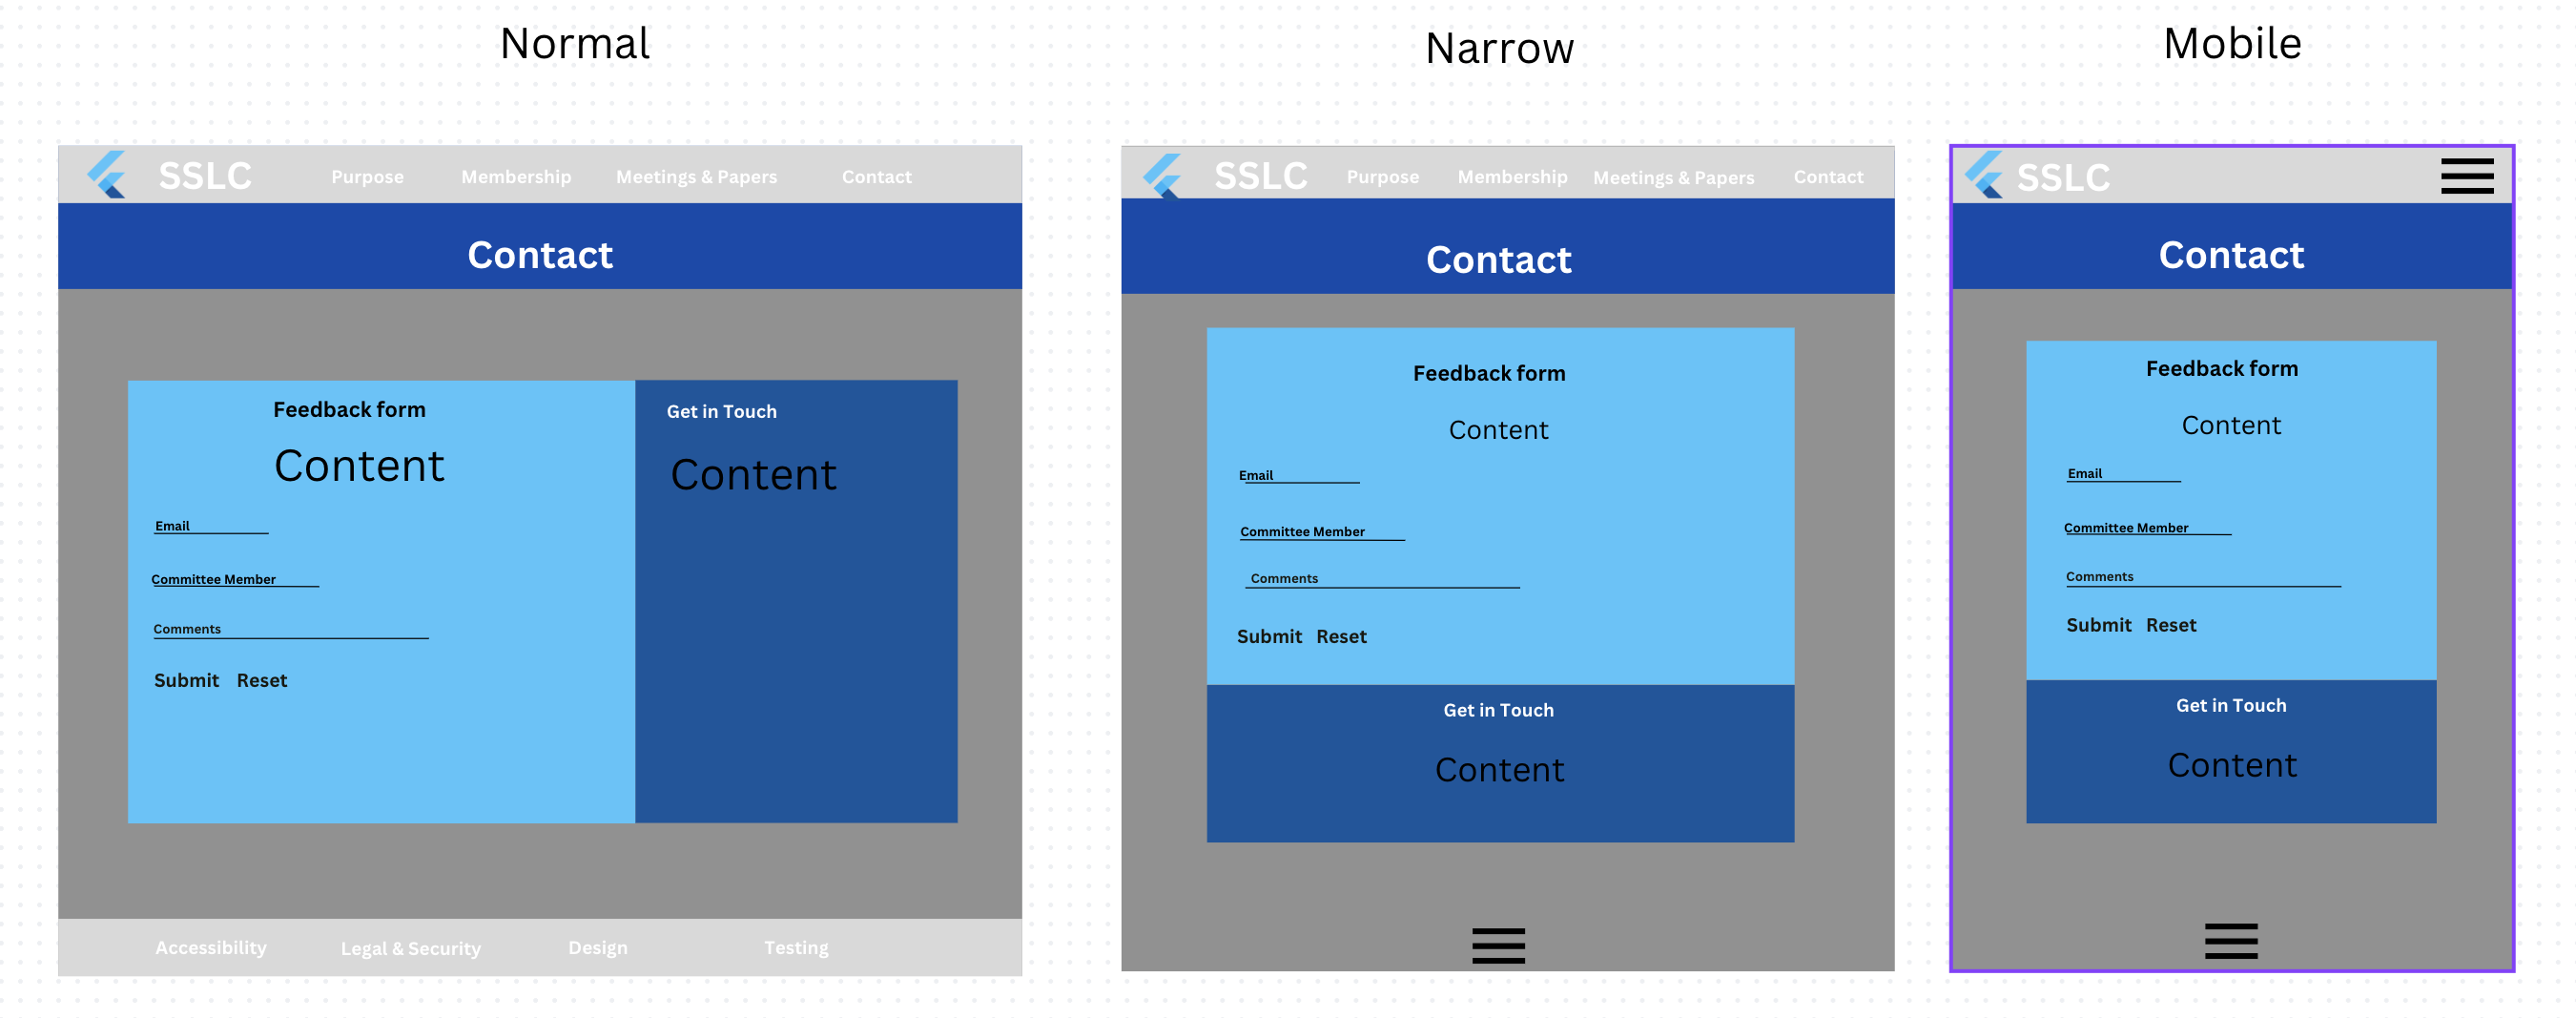 Normal
SSLC Purpose Membership Meetings & Papers Contact
Contact
Feedback form
Content
Email
Committee Member
Comments
Submit Reset
Get in Touch
Content
Accessibility Legal & Security Design Testing
Narrow
SSLC Purpose Membership Meetings & Papers Contact
Contact
Feedback form
Content
Email
Committee Member
Comments
Submit Reset
Get in Touch
Content
Mobile
SSLC
Contact
Feedback form
Content
Email
Committee Member
Comments
Submit Reset
Get in Touch
Content